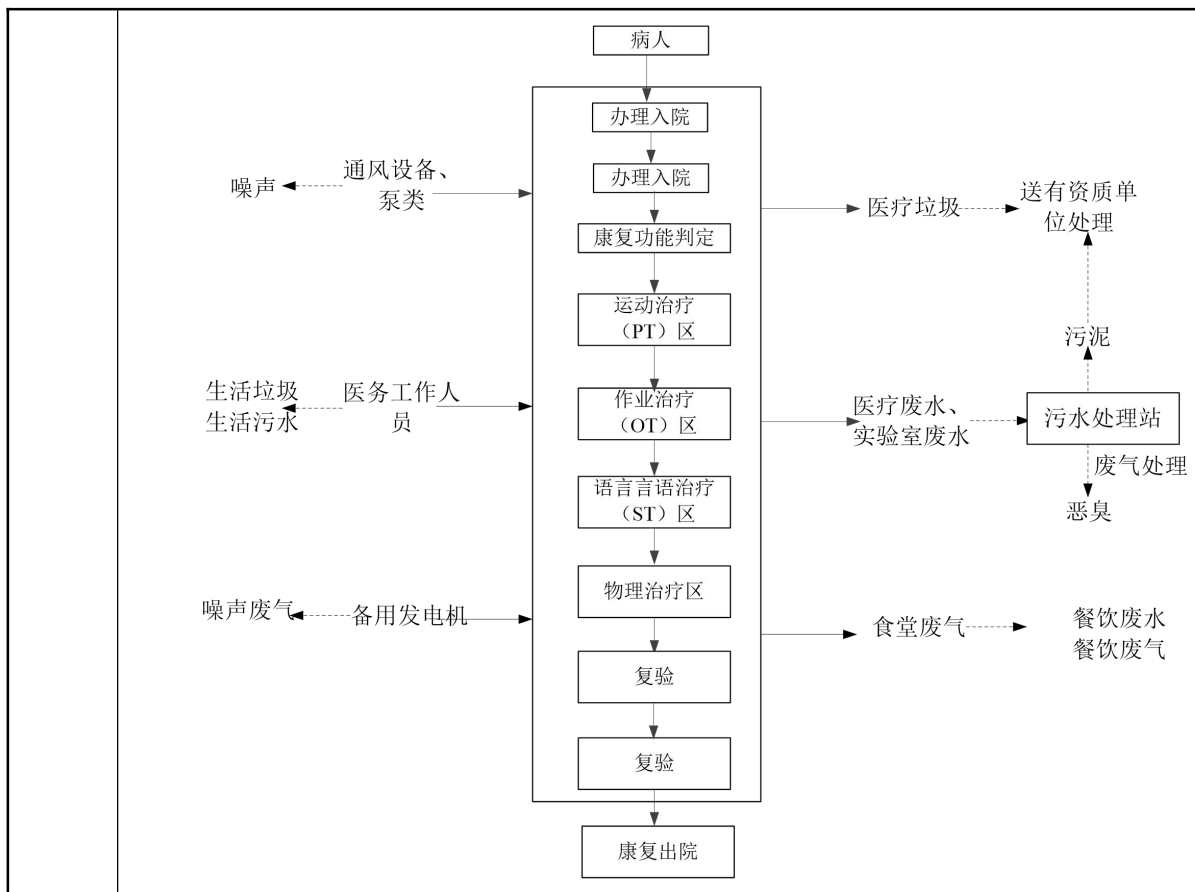 病人
办理入院
办理入院
康复功能判定
运动治疗
（PT）区
作业治疗
（OT）区
语言言语治疗
（ST）区
物理治疗区
复验
复验
康复出院
噪声
通风设备、
泵类
生活垃圾
生活污水
医务工作人
员
噪声废气
备用发电机
医疗垃圾
送有资质单
位处理
污泥
医疗废水、
实验室废水
污水处理站
废气处理
恶臭
食堂废气
餐饮废水
餐饮废气